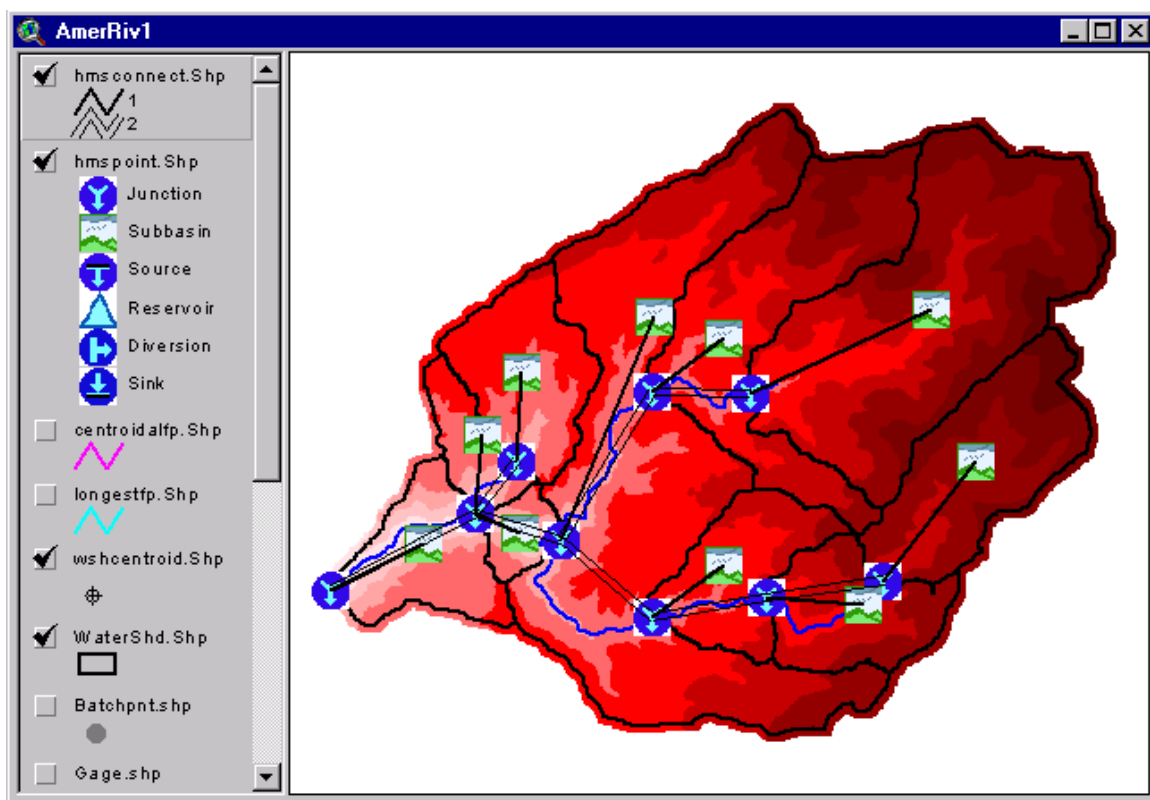 AmerRiv1
hmsconnect.Shp
1
2
hmspoint.Shp
Junction
Subbasin
Source
Reservoir
Diversion
Sink
centroidalfp.Shp
longestfp.Shp
wshcentroid.Shp
WaterShd.Shp
Batchpnt.shp
Gage.shp